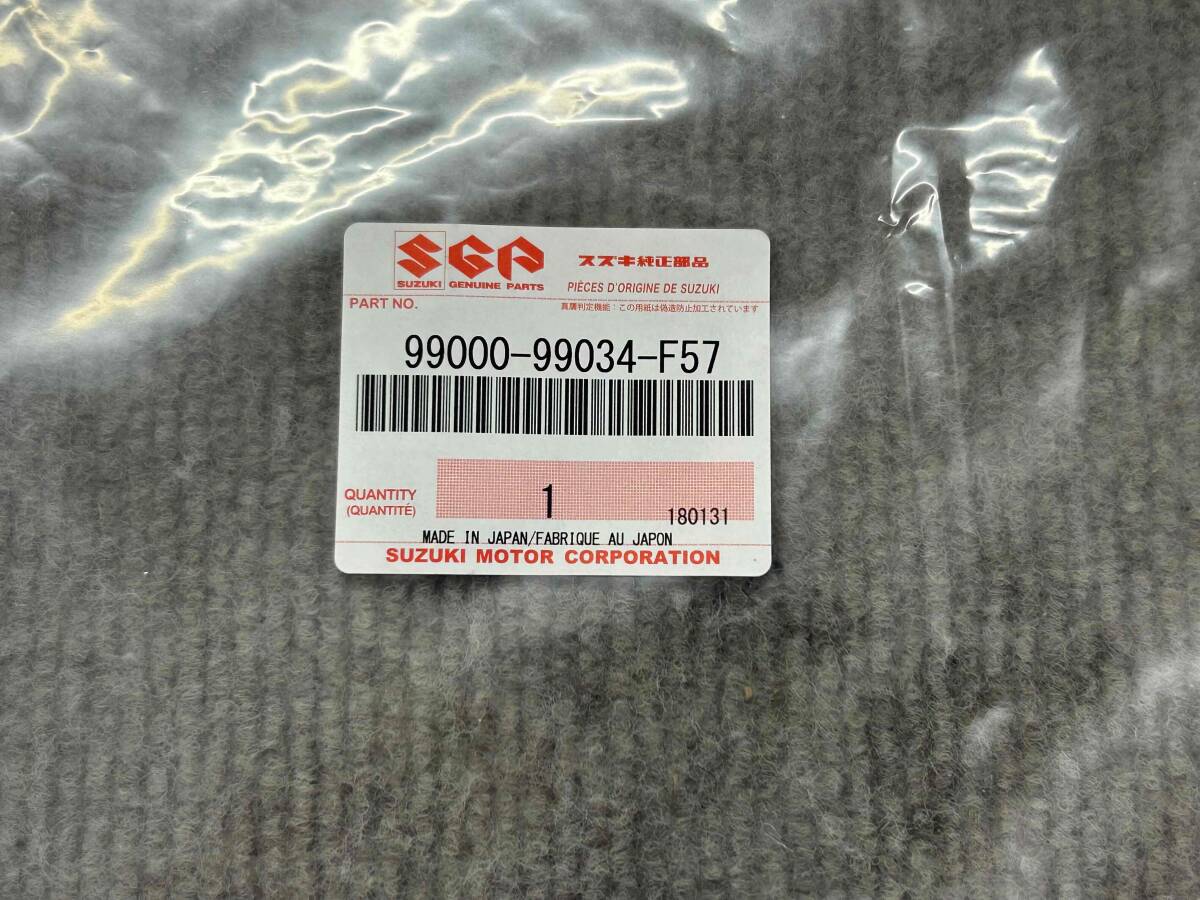 SGP
スズキ純正部品
SUZUKI GENUINE PARTS
PIÈCES D'ORIGINE DE SUZUKI
PART NO.
真贋判定機能：この用紙は偽造防止加工されています
99000-99034-F57
QUANTITY
(QUANTITÉ)
1
180131
MADE IN JAPAN/FABRIQUE AU JAPON
SUZUKI MOTOR CORPORATION